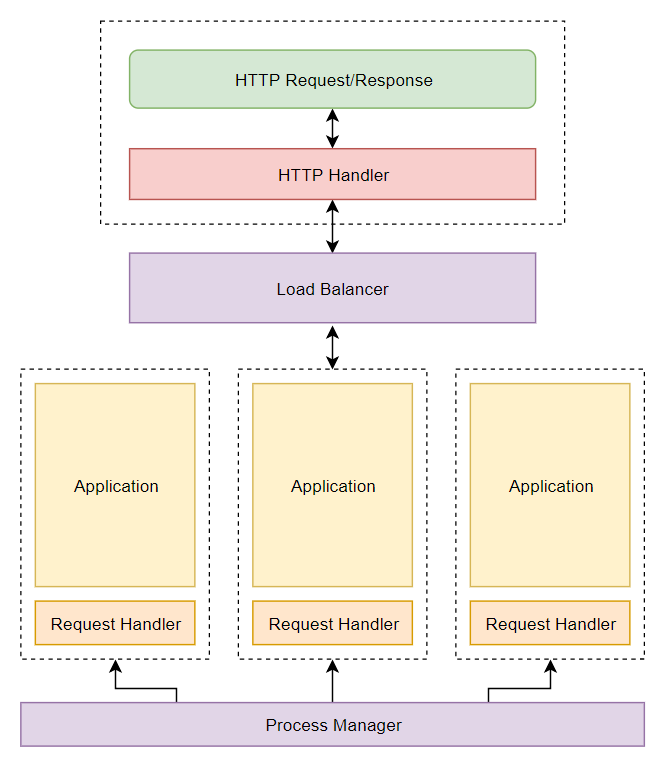 HTTP Request/Response
HTTP Handler
Load Balancer
Application
Application
Application
Request Handler
Request Handler
Request Handler
Process Manager